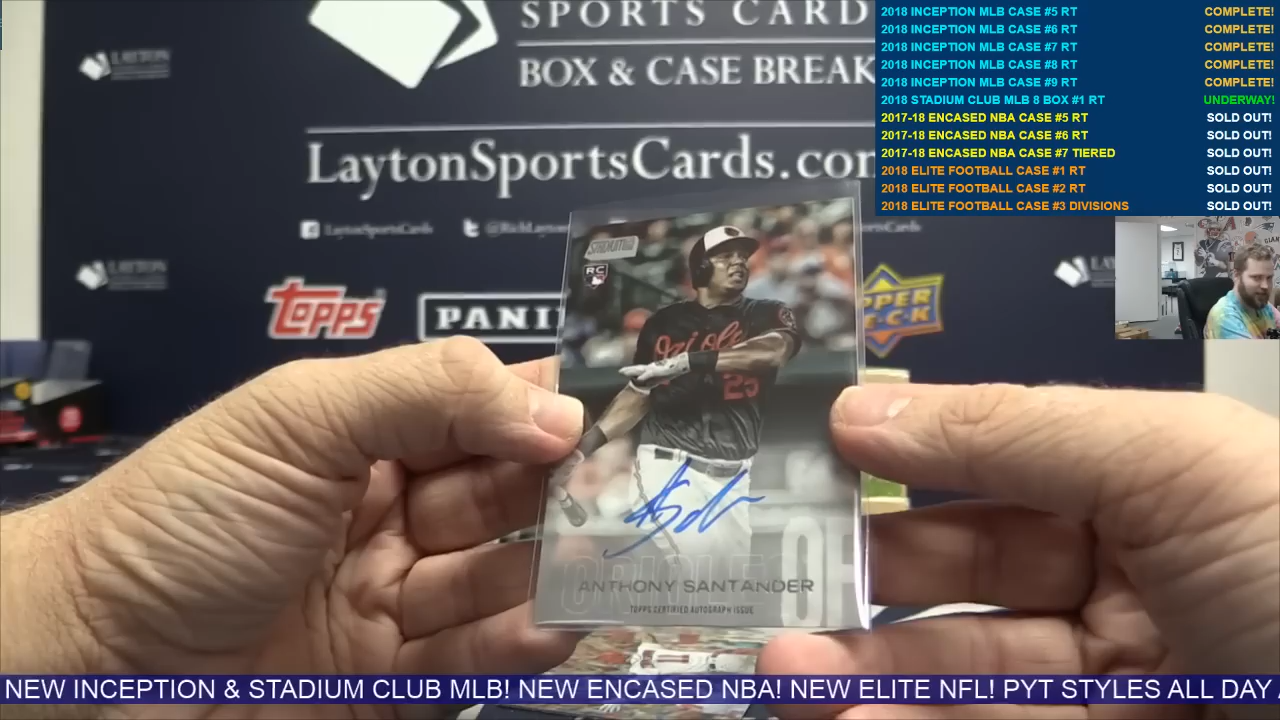 SPORTS CARD
BOX & CASE BREAK
LaytonSportsCards.com
LaytonSportsCards
LAYTON
LAYTON
TOPPS
PANINI
UPPER
DECK
RC
Orioles
25
ORIOLES
OF
ANTHONY SANTANDER
TOPPS CERTIFIED AUTOGRAPH ISSUE
2018 INCEPTION MLB CASE #5 RT COMPLETE!
2018 INCEPTION MLB CASE #6 RT COMPLETE!
2018 INCEPTION MLB CASE #7 RT COMPLETE!
2018 INCEPTION MLB CASE #8 RT COMPLETE!
2018 INCEPTION MLB CASE #9 RT COMPLETE!
2018 STADIUM CLUB MLB 8 BOX #1 RT UNDERWAY!
2017-18 ENCASED NBA CASE #5 RT SOLD OUT!
2017-18 ENCASED NBA CASE #6 RT SOLD OUT!
2017-18 ENCASED NBA CASE #7 TIERED SOLD OUT!
2018 ELITE FOOTBALL CASE #1 RT SOLD OUT!
2018 ELITE FOOTBALL CASE #2 RT SOLD OUT!
2018 ELITE FOOTBALL CASE #3 DIVISIONS SOLD OUT!
NEW INCEPTION & STADIUM CLUB MLB! NEW ENCASED NBA! NEW ELITE NFL! PYT STYLES ALL DAY